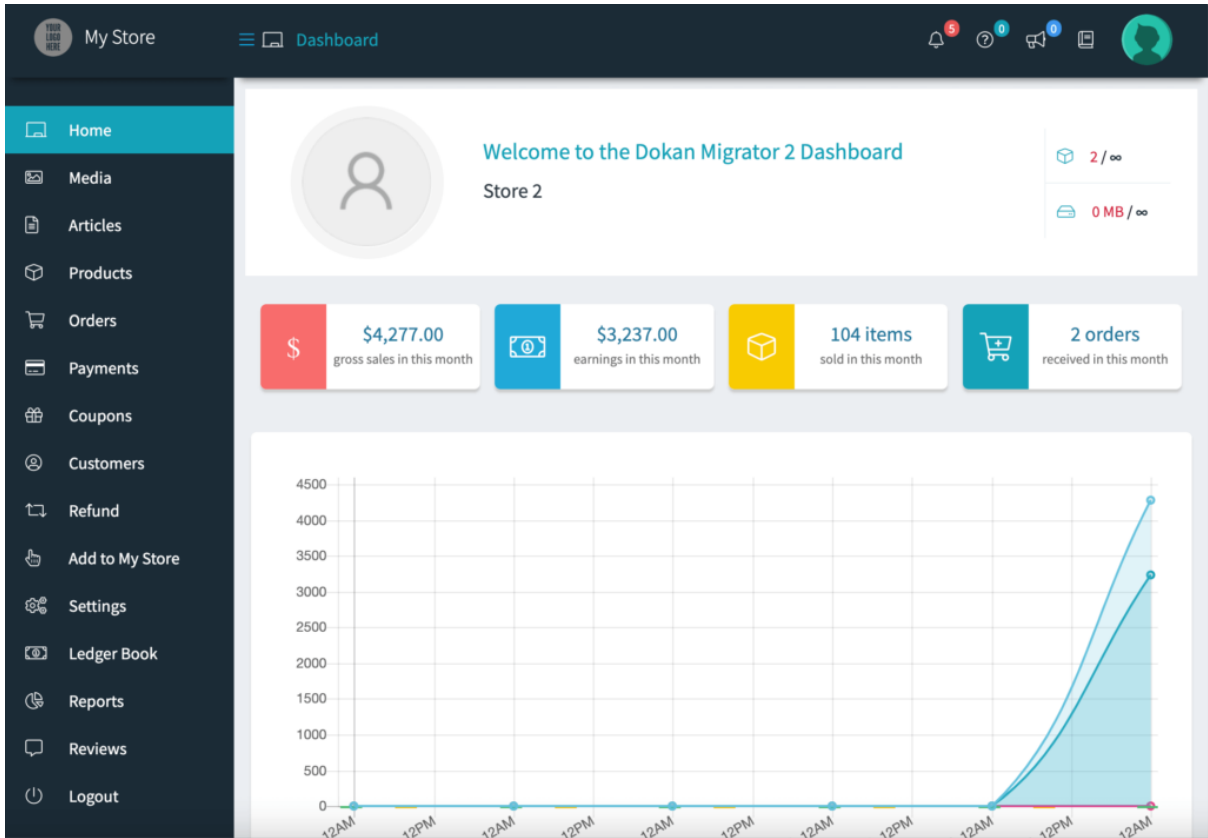 YOUR
LOGO
HERE
My Store
Dashboard
5
0
0
Home
Media
Articles
Products
Orders
Payments
Coupons
Customers
Refund
Add to My Store
Settings
Ledger Book
Reports
Reviews
Logout
Welcome to the Dokan Migrator 2 Dashboard
Store 2
2 / ∞
0 MB / ∞
$
$4,277.00
gross sales in this month
$3,237.00
earnings in this month
104 items
sold in this month
2 orders
received in this month
4500
4000
3500
3000
2500
2000
1500
1000
500
0
12AM 12PM 12AM 12PM 12AM 12PM 12AM 12PM 12AM 12PM 12AM